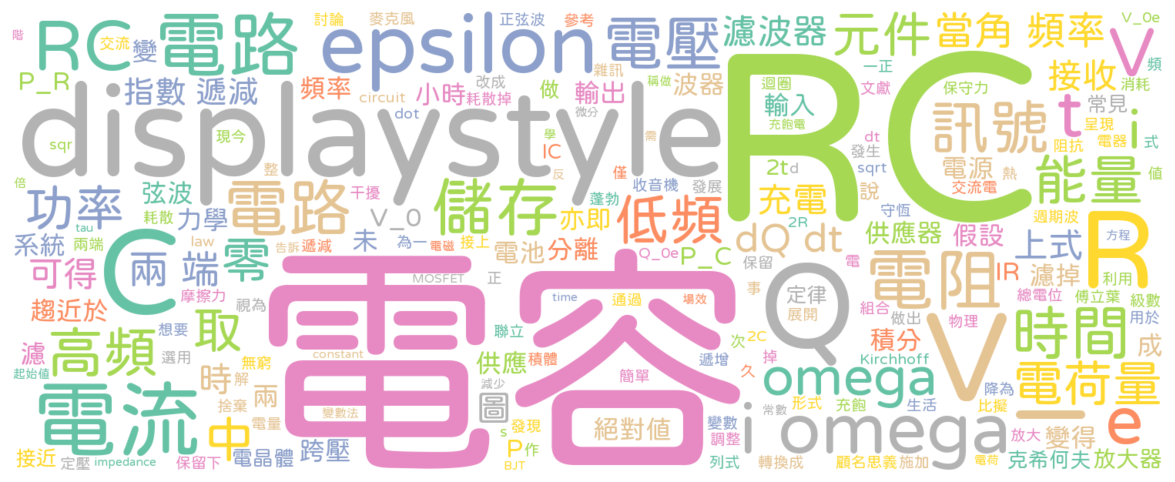 階 RC 交流 變 電路 討論 麥克風 epsilon 正弦波 參考 電壓 濾波器 元件 當角 頻率 V_0e V 頻
P_R 指數 遞減 頻率 circuit 改成 耗散掉 小時 做 雜訊 輸出 稱做 波器 迴圈 一正 輸入 保守力 文獻 接收 消耗 常見 呈現
sqr 現今 displaystyle dot 微分 充飽電 RC 訊號 t 電器 i 式
整 學 需 IC 僅 反 2t d dt 發生 sqrt 電源 阻抗 熱 交流電 能量 值
倍 弦波 電路 干擾 儲存 收音機 蓬勃 發展 低頻 充電 說 守恆 週期波
功率 耗散 力學 V_0 亦即 2R dQ dt 供應器 假設 上式 R 方程
tau 系統 兩端 law 告訴 遞減 未 為一 電磁 接上 電池 分離 Q_0e P_C 保留 電 IR 濾掉 利用
可得 C 兩 端 零 摩擦力 視為 MOSFET 正 time 通過 場效 事 定律 展開 Q 電阻 總電位 傅立葉 級數
趨近於 想要 電容 聯立 遞增 2C 組合 做出 物理 用於
濾 高頻 選用 取 無窮 constant 供應 積體 簡單 次 掉 積分 Kirchhoff V 時間 成
起始值 時 解 捨棄 兩 減少 圖 久 omega 降為 一 電荷量
電流 中 電量 變數法 s 發現 絕對值 變數 常數 形式 充飽 生活 比擬 e
接近 定壓 impedance 保留下 電晶體 跨壓 P 作 BJT 調整 列式 i omega 轉換成 顧名思義 施加 放大 電荷 變得 克希何夫 放大器